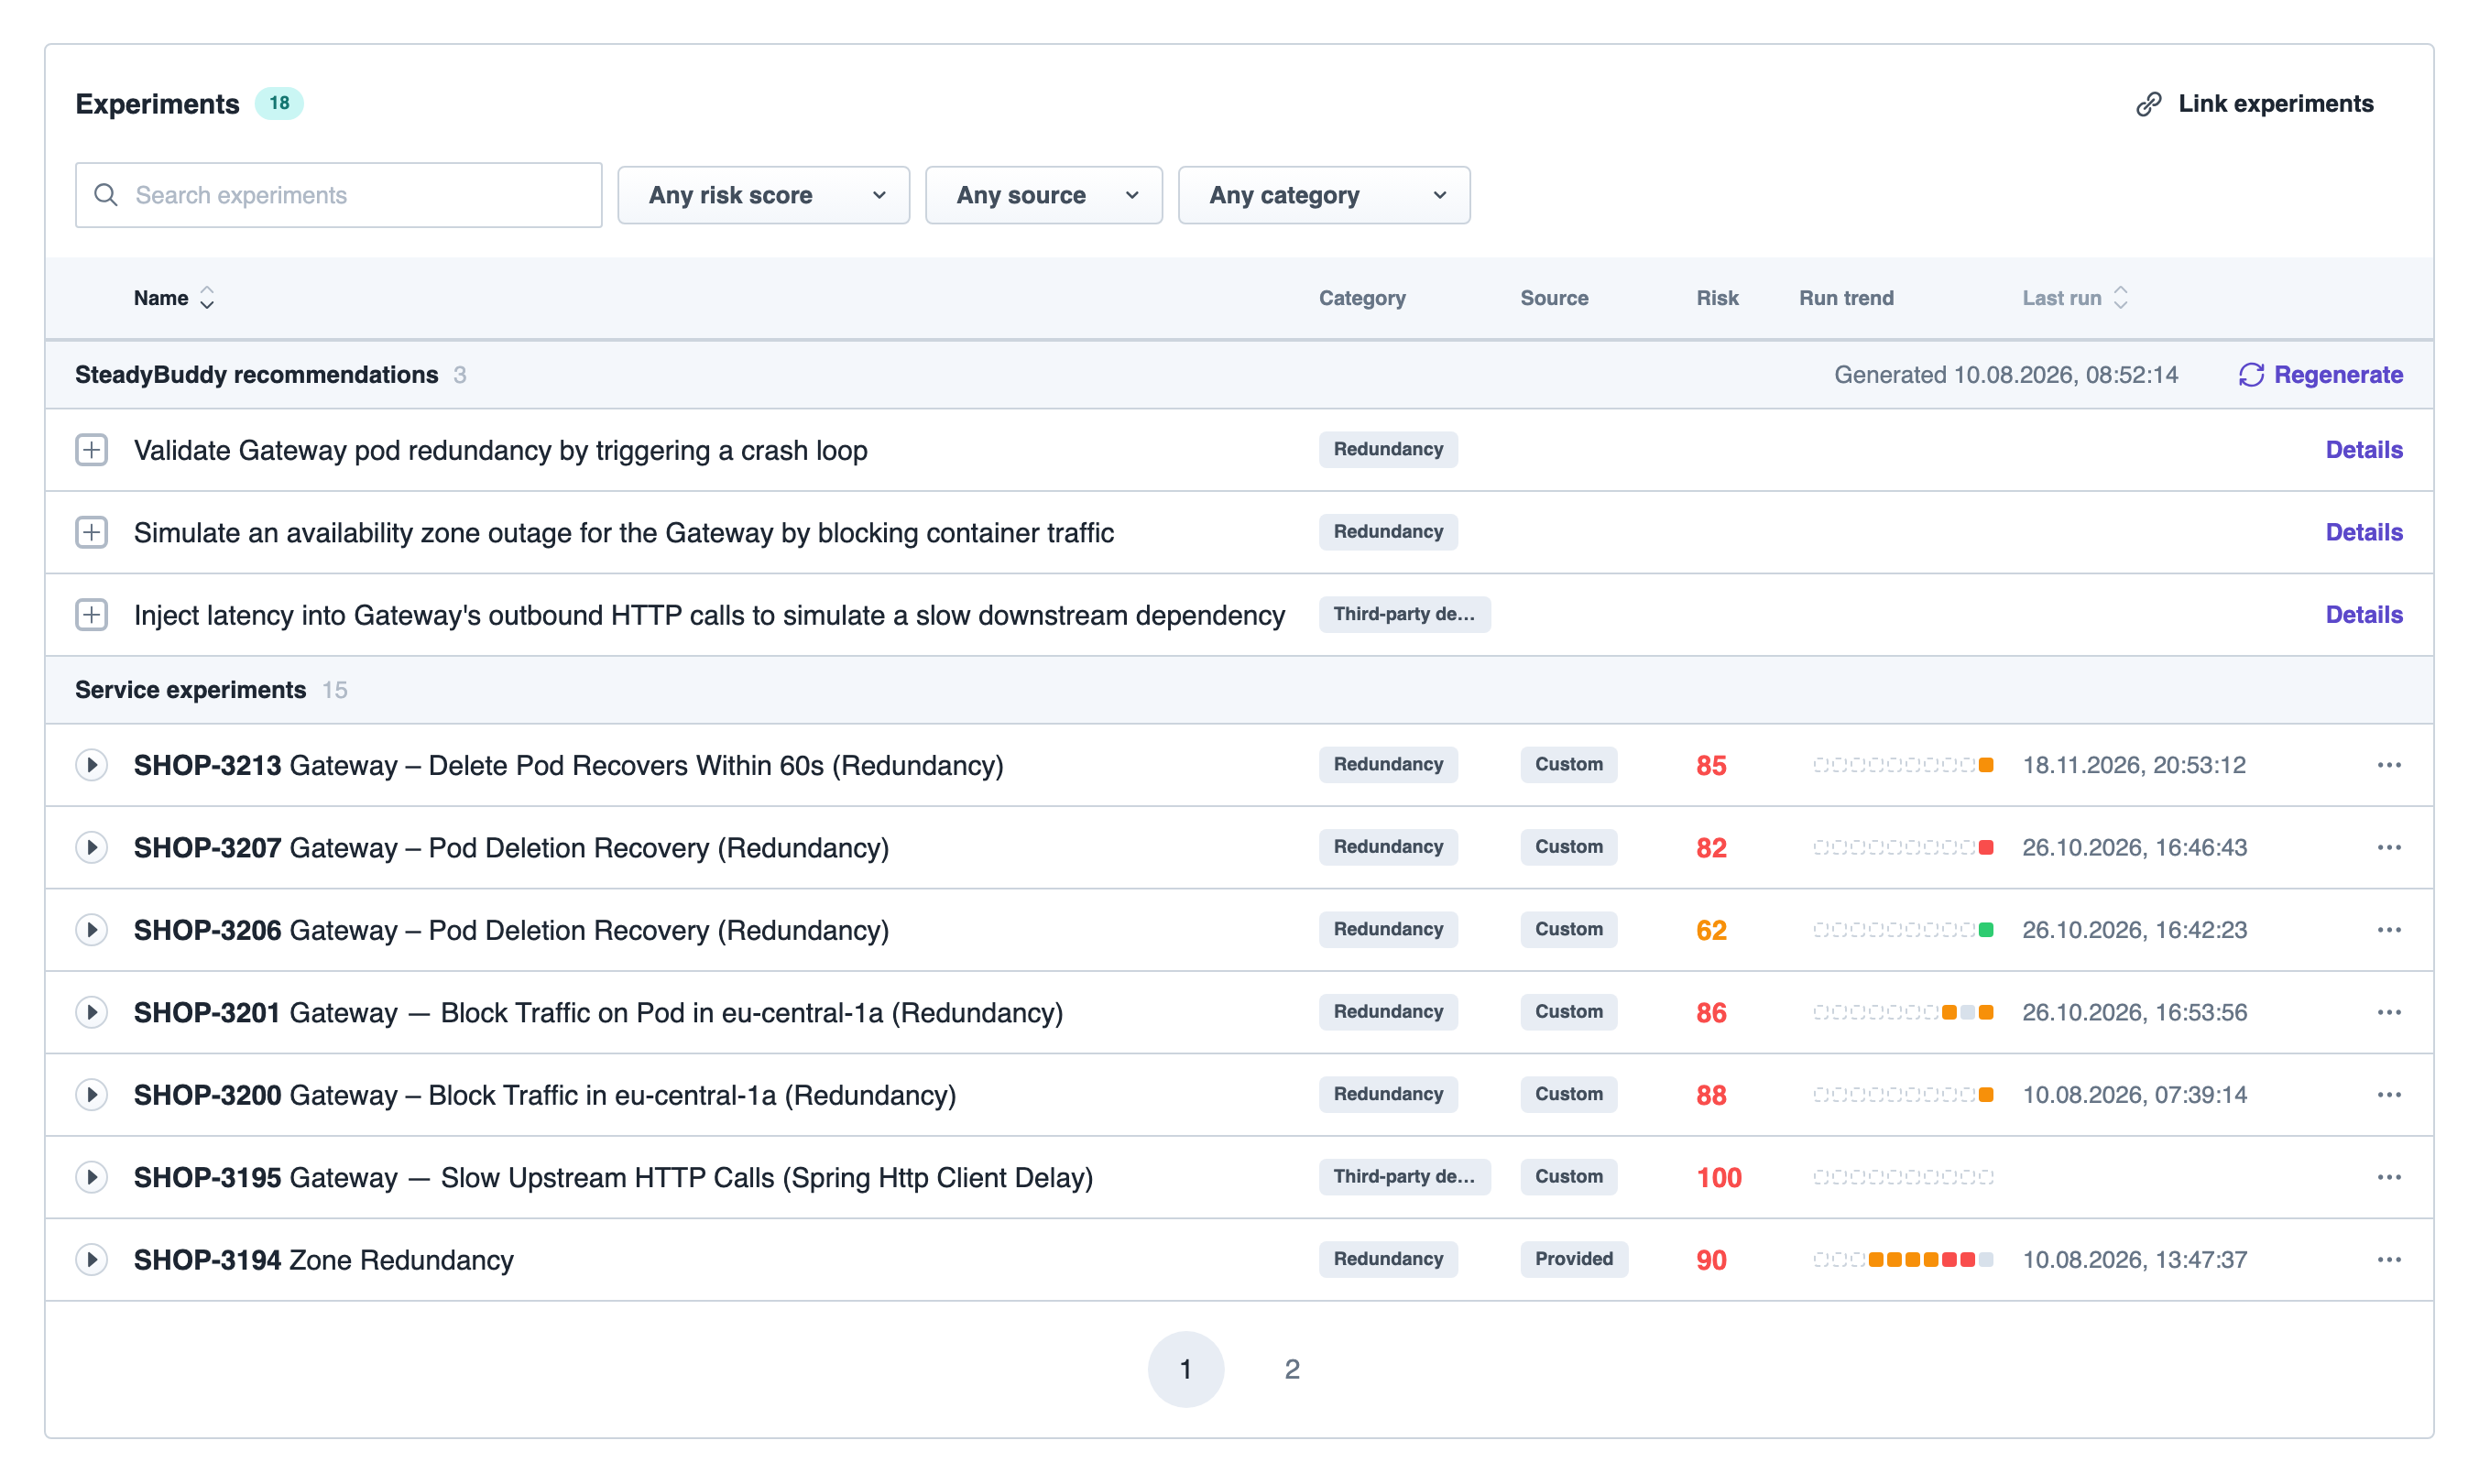 Experiments 18
Link experiments
Search experiments
Any risk score
Any source
Any category
Name Category Source Risk Run trend Last run
SteadyBuddy recommendations 3 Generated 10.08.2026, 08:52:14 Regenerate
Validate Gateway pod redundancy by triggering a crash loop Redundancy Details
Simulate an availability zone outage for the Gateway by blocking container traffic Redundancy Details
Inject latency into Gateway's outbound HTTP calls to simulate a slow downstream dependency Third-party de... Details
Service experiments 15
SHOP-3213 Gateway – Delete Pod Recovers Within 60s (Redundancy) Redundancy Custom 85 18.11.2026, 20:53:12
SHOP-3207 Gateway – Pod Deletion Recovery (Redundancy) Redundancy Custom 82 26.10.2026, 16:46:43
SHOP-3206 Gateway – Pod Deletion Recovery (Redundancy) Redundancy Custom 62 26.10.2026, 16:42:23
SHOP-3201 Gateway — Block Traffic on Pod in eu-central-1a (Redundancy) Redundancy Custom 86 26.10.2026, 16:53:56
SHOP-3200 Gateway – Block Traffic in eu-central-1a (Redundancy) Redundancy Custom 88 10.08.2026, 07:39:14
SHOP-3195 Gateway — Slow Upstream HTTP Calls (Spring Http Client Delay) Third-party de... Custom 100
SHOP-3194 Zone Redundancy Redundancy Provided 90 10.08.2026, 13:47:37
1 2